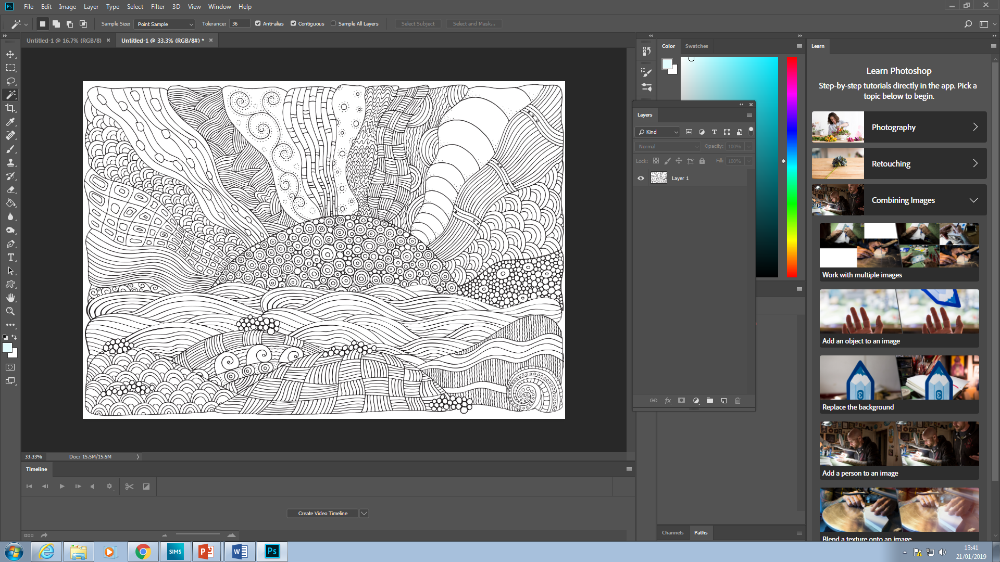 Ps File Edit Image Layer Type Select Filter 3D View Window Help
Sample Size: Point Sample Tolerance: 36 Anti-alias Contiguous Sample All Layers Select Subject Select and Mask...
Untitled-1 @ 16.7% (RGB/8) Untitled-1 @ 33.3% (RGB/8#) *
Color Swatches
Learn
Learn Photoshop
Step-by-step tutorials directly in the app. Pick a
topic below to begin.
Photography
Retouching
Combining Images
Work with multiple images
Add an object to an image
Replace the background
Add a person to an image
Blend a texture onto an image
Layers
Kind
Normal Opacity: 100%
Lock: Fill: 100%
Layer 1
fx
33.33% Doc: 15.5M/15.5M
Timeline
Create Video Timeline
Channels Paths
SIMS
Ps
13:41
21/01/2019